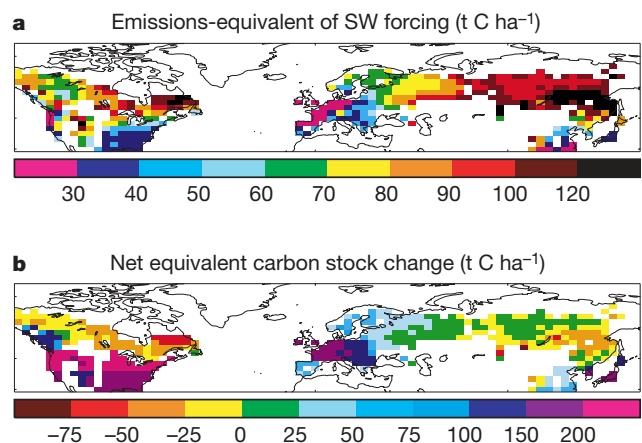 a Emissions-equivalent of SW forcing (t C ha⁻¹)
30 40 50 60 70 80 90 100 120
b Net equivalent carbon stock change (t C ha⁻¹)
–75 –50 –25 0 25 50 100 150 200